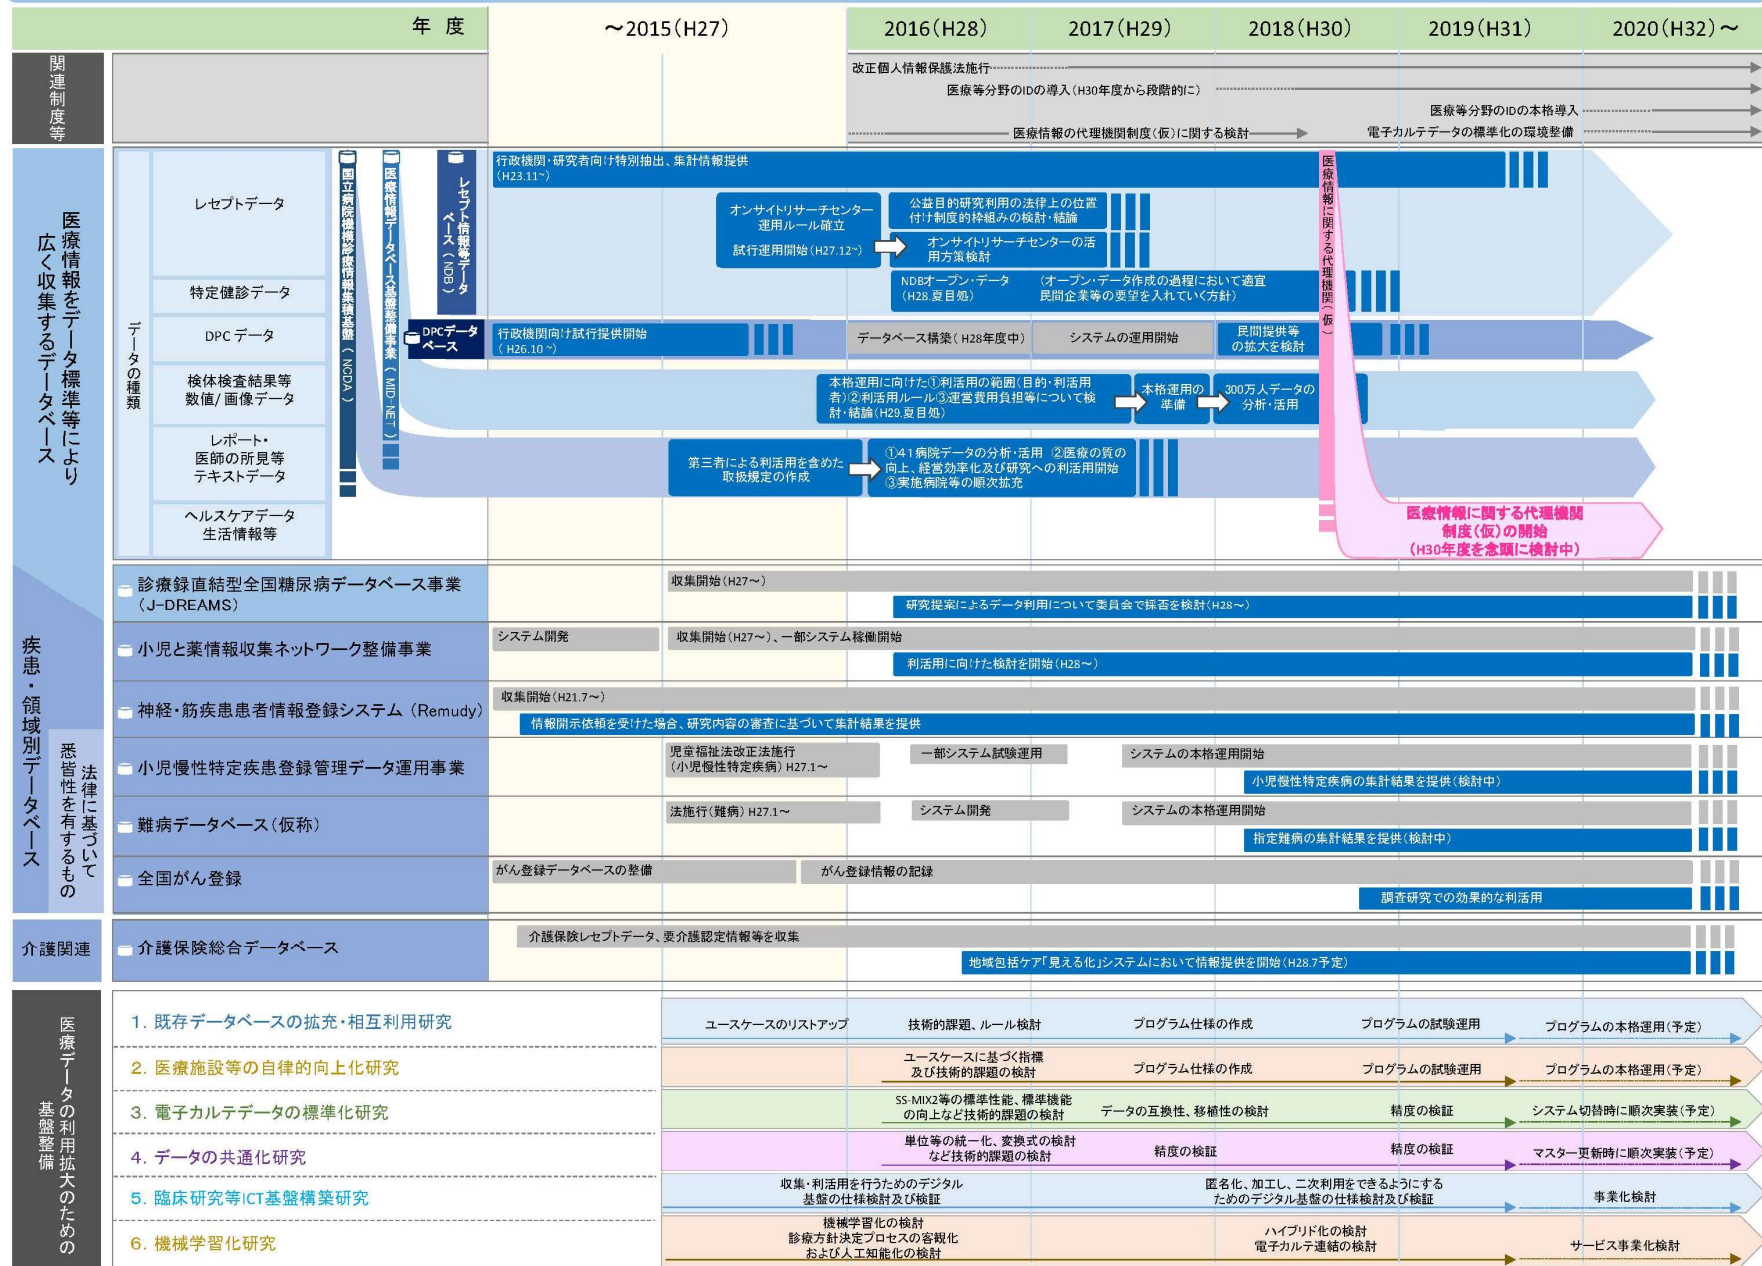 年 度
～2015(H27)
2016(H28)
2017(H29)
2018(H30)
2019(H31)
2020(H32)～
関連制度等
改正個人情報保護法施行
医療等分野のIDの導入(H30年度から段階的に)
医療等分野のIDの本格導入
医療情報の代理機関制度(仮)に関する検討
電子カルテデータの標準化の環境整備
医療情報をデータ標準等により
広く収集するデータベース
データの種類
レセプトデータ
特定健診データ
DPC データ
検体検査結果等
数値/ 画像データ
レポート・
医師の所見等
テキストデータ
ヘルスケアデータ
生活情報等
国立病院機構診療情報集積基盤(NCDA)
医療情報データベース基盤整備事業(MID-NET)
レセプト情報等データ
ベース(NDB)
DPCデータ
ベース
行政機関・研究者向け特別抽出、集計情報提供
(H23.11~)
オンサイトリサーチセンター
運用ルール確立
試行運用開始(H27.12~)
公益目的研究利用の法律上の位置
付け制度的枠組みの検討・結論
オンサイトリサーチセンターの活
用方策検討
NDBオープン・データ
(H28.夏目処)
(オープン・データ作成の過程において適宜
民間企業等の要望を入れていく方針)
行政機関向け試行提供開始
( H26.10 ~)
データベース構築( H28年度中)
システムの運用開始
民間提供等
の拡大を検討
本格運用に向けた①利活用の範囲(目的・利活用
者)②利活用ルール③運営費用負担等について検
討・結論(H29.夏目処)
本格運用の
準備
300万人データの
分析・活用
第三者による利活用を含めた
取扱規定の作成
①41病院データの分析・活用 ②医療の質の
向上、経営効率化及び研究への利活用開始
③実施病院等の順次拡充
医療情報に関する代理機関(仮)
医療情報に関する代理機関
制度(仮)の開始
(H30年度を念頭に検討中)
疾患・領域別データベース
法律に基づいて
悉皆性を有するもの
診療録直結型全国糖尿病データベース事業
(J-DREAMS)
収集開始(H27～)
研究提案によるデータ利用について委員会で採否を検討(H28～)
小児と薬情報収集ネットワーク整備事業
システム開発
収集開始(H27～)、一部システム稼働開始
利活用に向けた検討を開始(H28～)
神経・筋疾患患者情報登録システム (Remudy)
収集開始(H21.7～)
情報開示依頼を受けた場合、研究内容の審査に基づいて集計結果を提供
小児慢性特定疾患登録管理データ運用事業
児童福祉法改正法施行
(小児慢性特定疾病) H27.1～
一部システム試験運用
システムの本格運用開始
小児慢性特定疾病の集計結果を提供(検討中)
難病データベース(仮称)
法施行(難病) H27.1～
システム開発
システムの本格運用開始
指定難病の集計結果を提供(検討中)
全国がん登録
がん登録データベースの整備
がん登録情報の記録
調査研究での効果的な利活用
介護関連
介護保険総合データベース
介護保険レセプトデータ、要介護認定情報等を収集
地域包括ケア「見える化」システムにおいて情報提供を開始(H28.7予定)
医療データの利用拡大のための
基盤整備
1. 既存データベースの拡充・相互利用研究
ユースケースのリストアップ
技術的課題、ルール検討
プログラム仕様の作成
プログラムの試験運用
プログラムの本格運用(予定)
2. 医療施設等の自律的向上化研究
ユースケースに基づく指標
及び技術的課題の検討
プログラム仕様の作成
プログラムの試験運用
プログラムの本格運用(予定)
3. 電子カルテデータの標準化研究
SS-MIX2等の標準性能、標準機能
の向上など技術的課題の検討
データの互換性、移植性の検討
精度の検証
システム切替時に順次実装(予定)
4. データの共通化研究
単位等の統一化、変換式の検討
など技術的課題の検討
精度の検証
精度の検証
マスター更新時に順次実装(予定)
5. 臨床研究等ICT基盤構築研究
収集・利活用を行うためのデジタル
基盤の仕様検討及び検証
匿名化、加工し、二次利用をできるようにする
ためのデジタル基盤の仕様検討及び検証
事業化検討
6. 機械学習化研究
機械学習化の検討
診療方針決定プロセスの客観化
および人工知能化の検討
ハイブリド化の検討
電子カルテ連結の検討
サービス事業化検討